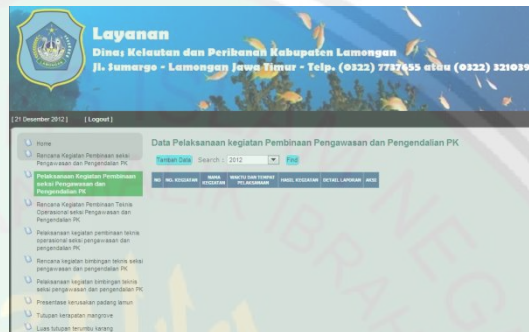 Layanan
Dinas Kelautan dan Perikanan Kabupaten Lamongan
Jl. Sumargo - Lamongan Jawa Timur - Telp. (0322) 7737655 atau (0322) 321039
[ 21 Desember 2012 ] [ Logout ]
Home
Rencana Kegiatan Pembinaan seksi
Pengawasan dan Pengendalian PK
Pelaksanaan Kegiatan Pembinaan
seksi Pengawasan dan
Pengendalian PK
Rencana Kegiatan Pembinaan Teknis
Operasional seksi Pengawasan dan
Pengendalian PK
Pelaksanaan kegiatan pembinaan teknis
operasional seksi pengawasan dan
pengendalian PK
Rencana kegiatan bimbingan teknis seksi
pengawasan dan pengendalian PK
Pelaksanaan kegiatan bimbingan teknis
seksi pengawasan dan pengendalian PK
Presentase kerusakan padang lamun
Tutupan kerapatan mangrove
Luas tutupan terumbu karang
Data Pelaksanaan kegiatan Pembinaan Pengawasan dan Pengendalian PK
Tambah Data Search : 2012 Find
NO NO. KEGIATAN NAMA KEGIATAN WAKTU DAN TEMPAT PELAKSANAAN HASIL KEGIATAN DETAIL LAPORAN AKSI